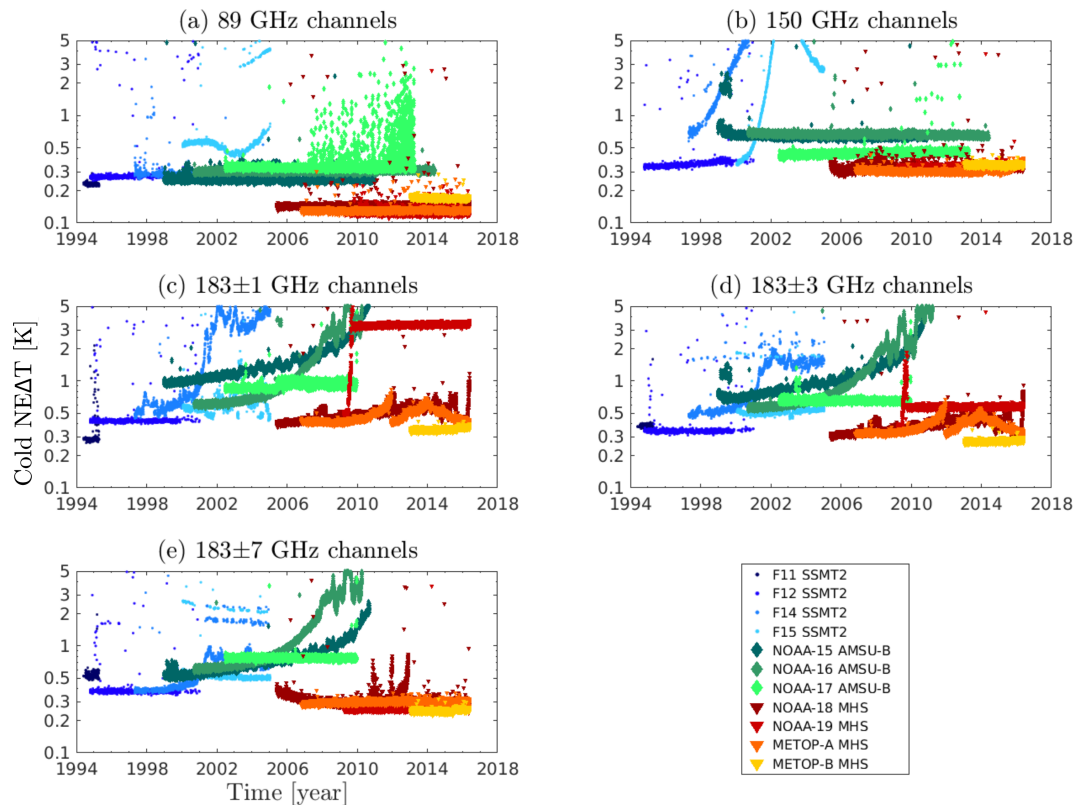 (a) 89 GHz channels
5
3
2
1
0.5
0.3
0.2
0.1
1994 1998 2002 2006 2010 2014 2018
(b) 150 channels
5
3
2
1
0.5
0.3
0.2
0.1
1994 1998 2002 2006 2010 2014 2018
(c) 183±1 GHz channels
5
3
2
1
0.5
0.3
0.1
1994 1998 2002 2006 2010 2014 2018
(d) 183±3 GHz channels
5
3
2
1
0.5
0.3
0.2
0.1
1994 1998 2002 2006 2010 2014 2018
Cold NEΔT [K]
(e) 183±7 GHz channels
5
3
2
1
0.5
0.3
0.2
0.1
1994 1998 2002 2006 2010 2014 2018
Time [year]
F11 SSMT2
F12 SSMT2
F14 SSMT2
F15 SSMT2
NOAA-15 AMSU-B
NOAA-16 AMSU-B
NOAA-17 AMSU-B
NOAA-18 MHS
NOAA-19 MHS
METOP-A MHS
METOP-B MHS